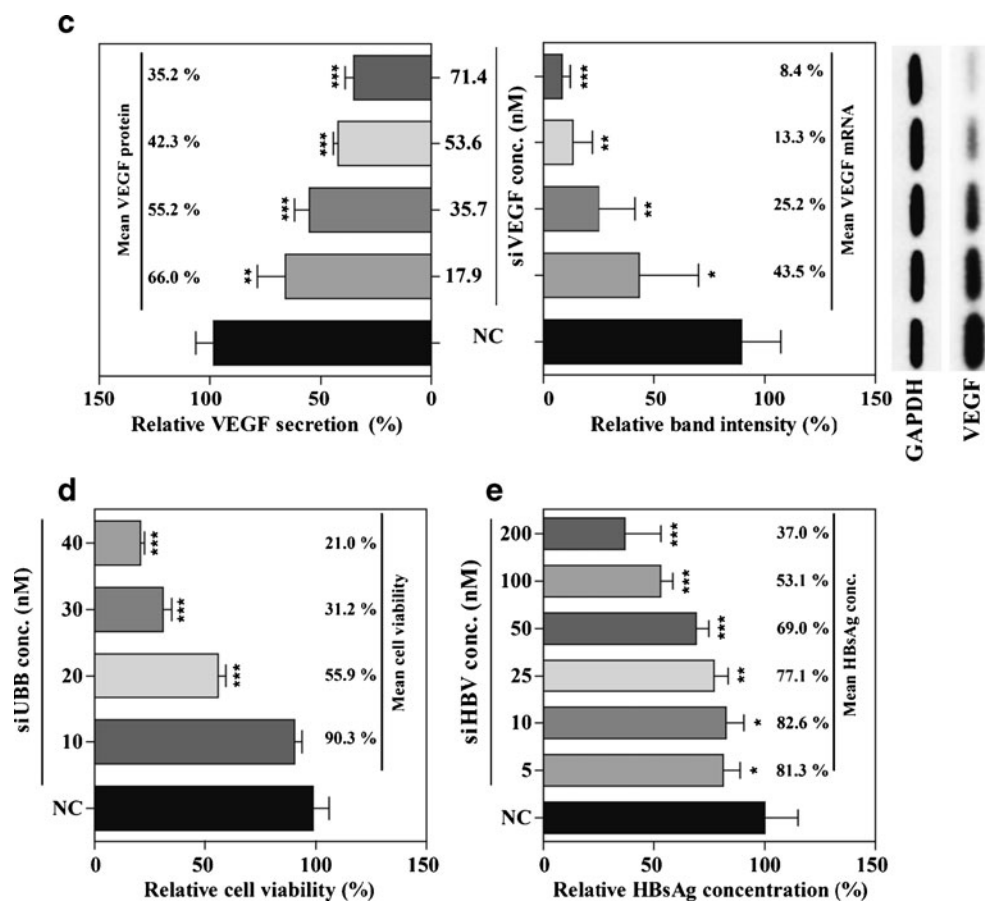 c
Mean VEGF protein
35.2 %
42.3 %
55.2 %
66.0 %
***
***
***
**
71.4
53.6
35.7
17.9
NC
siVEGF conc. (nM)
***
**
**
*
8.4 %
13.3 %
25.2 %
43.5 %
Mean VEGF mRNA
150 100 50 0
Relative VEGF secretion (%)
0 50 100 150
Relative band intensity (%)
GAPDH
VEGF
d
siUBB conc. (nM)
40
30
20
10
NC
***
***
***
21.0 %
31.2 %
55.9 %
90.3 %
Mean cell viability
0 50 100 150
Relative cell viability (%)
e
siHBV conc. (nM)
200
100
50
25
10
5
NC
***
***
***
**
*
*
37.0 %
53.1 %
69.0 %
77.1 %
82.6 %
81.3 %
Mean HBsAg conc.
0 50 100 150
Relative HBsAg concentration (%)